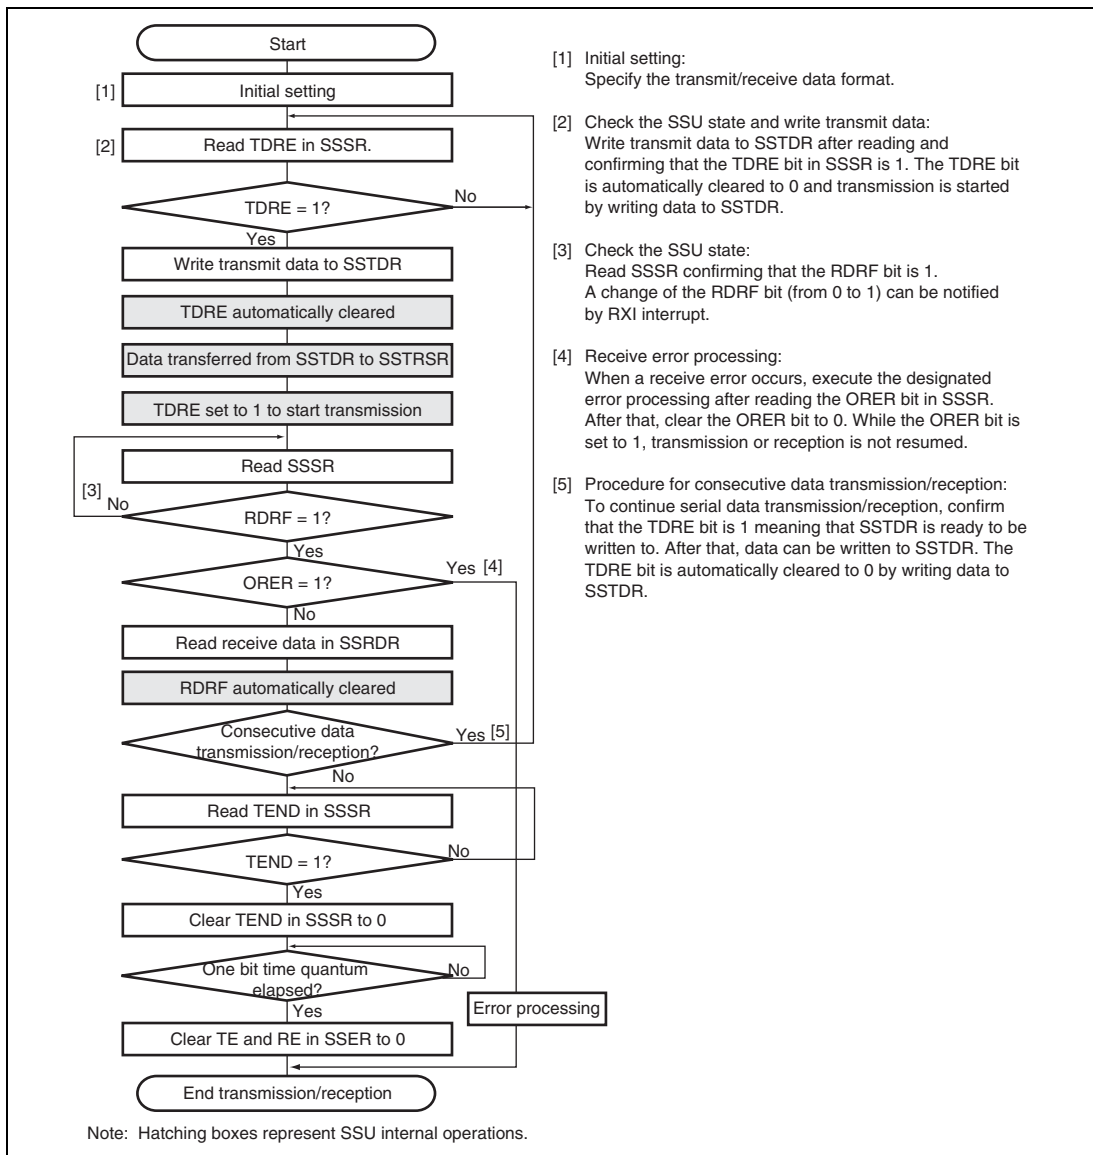 Start
[1] Initial setting
[2] Read TDRE in SSSR.
TDRE = 1?
No
Yes
Write transmit data to SSTDR
TDRE automatically cleared
Data transferred from SSTDR to SSTRSR
TDRE set to 1 to start transmission
Read SSSR
[3]
No
RDRF = 1?
Yes
Yes [4]
ORER = 1?
No
Read receive data in SSRDR
RDRF automatically cleared
Consecutive data
transmission/reception?
Yes [5]
No
Read TEND in SSSR
TEND = 1?
No
Yes
Clear TEND in SSSR to 0
One bit time quantum
elapsed?
No
Yes
Error processing
Clear TE and RE in SSER to 0
End transmission/reception
[1] Initial setting:
Specify the transmit/receive data format.
[2] Check the SSU state and write transmit data:
Write transmit data to SSTDR after reading and
confirming that the TDRE bit in SSSR is 1. The TDRE bit
is automatically cleared to 0 and transmission is started
by writing data to SSTDR.
[3] Check the SSU state:
Read SSSR confirming that the RDRF bit is 1.
A change of the RDRF bit (from 0 to 1) can be notified
by RXI interrupt.
[4] Receive error processing:
When a receive error occurs, execute the designated
error processing after reading the ORER bit in SSSR.
After that, clear the ORER bit to 0. While the ORER bit is
set to 1, transmission or reception is not resumed.
[5] Procedure for consecutive data transmission/reception:
To continue serial data transmission/reception, confirm
that the TDRE bit is 1 meaning that SSTDR is ready to be
written to. After that, data can be written to SSTDR. The
TDRE bit is automatically cleared to 0 by writing data to
SSTDR.
Note: Hatching boxes represent SSU internal operations.